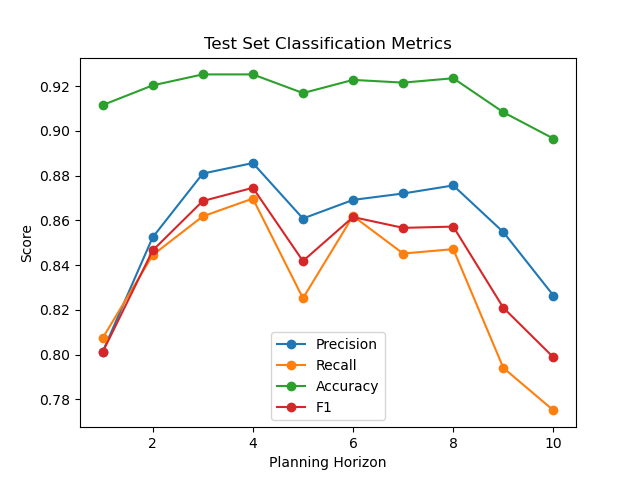 Test Set Classification Metrics
0.92
0.90
0.88
0.86
0.84
0.82
0.80
0.78
Score
Precision
Recall
Accuracy
F1
2 4 6 8 10
Planning Horizon